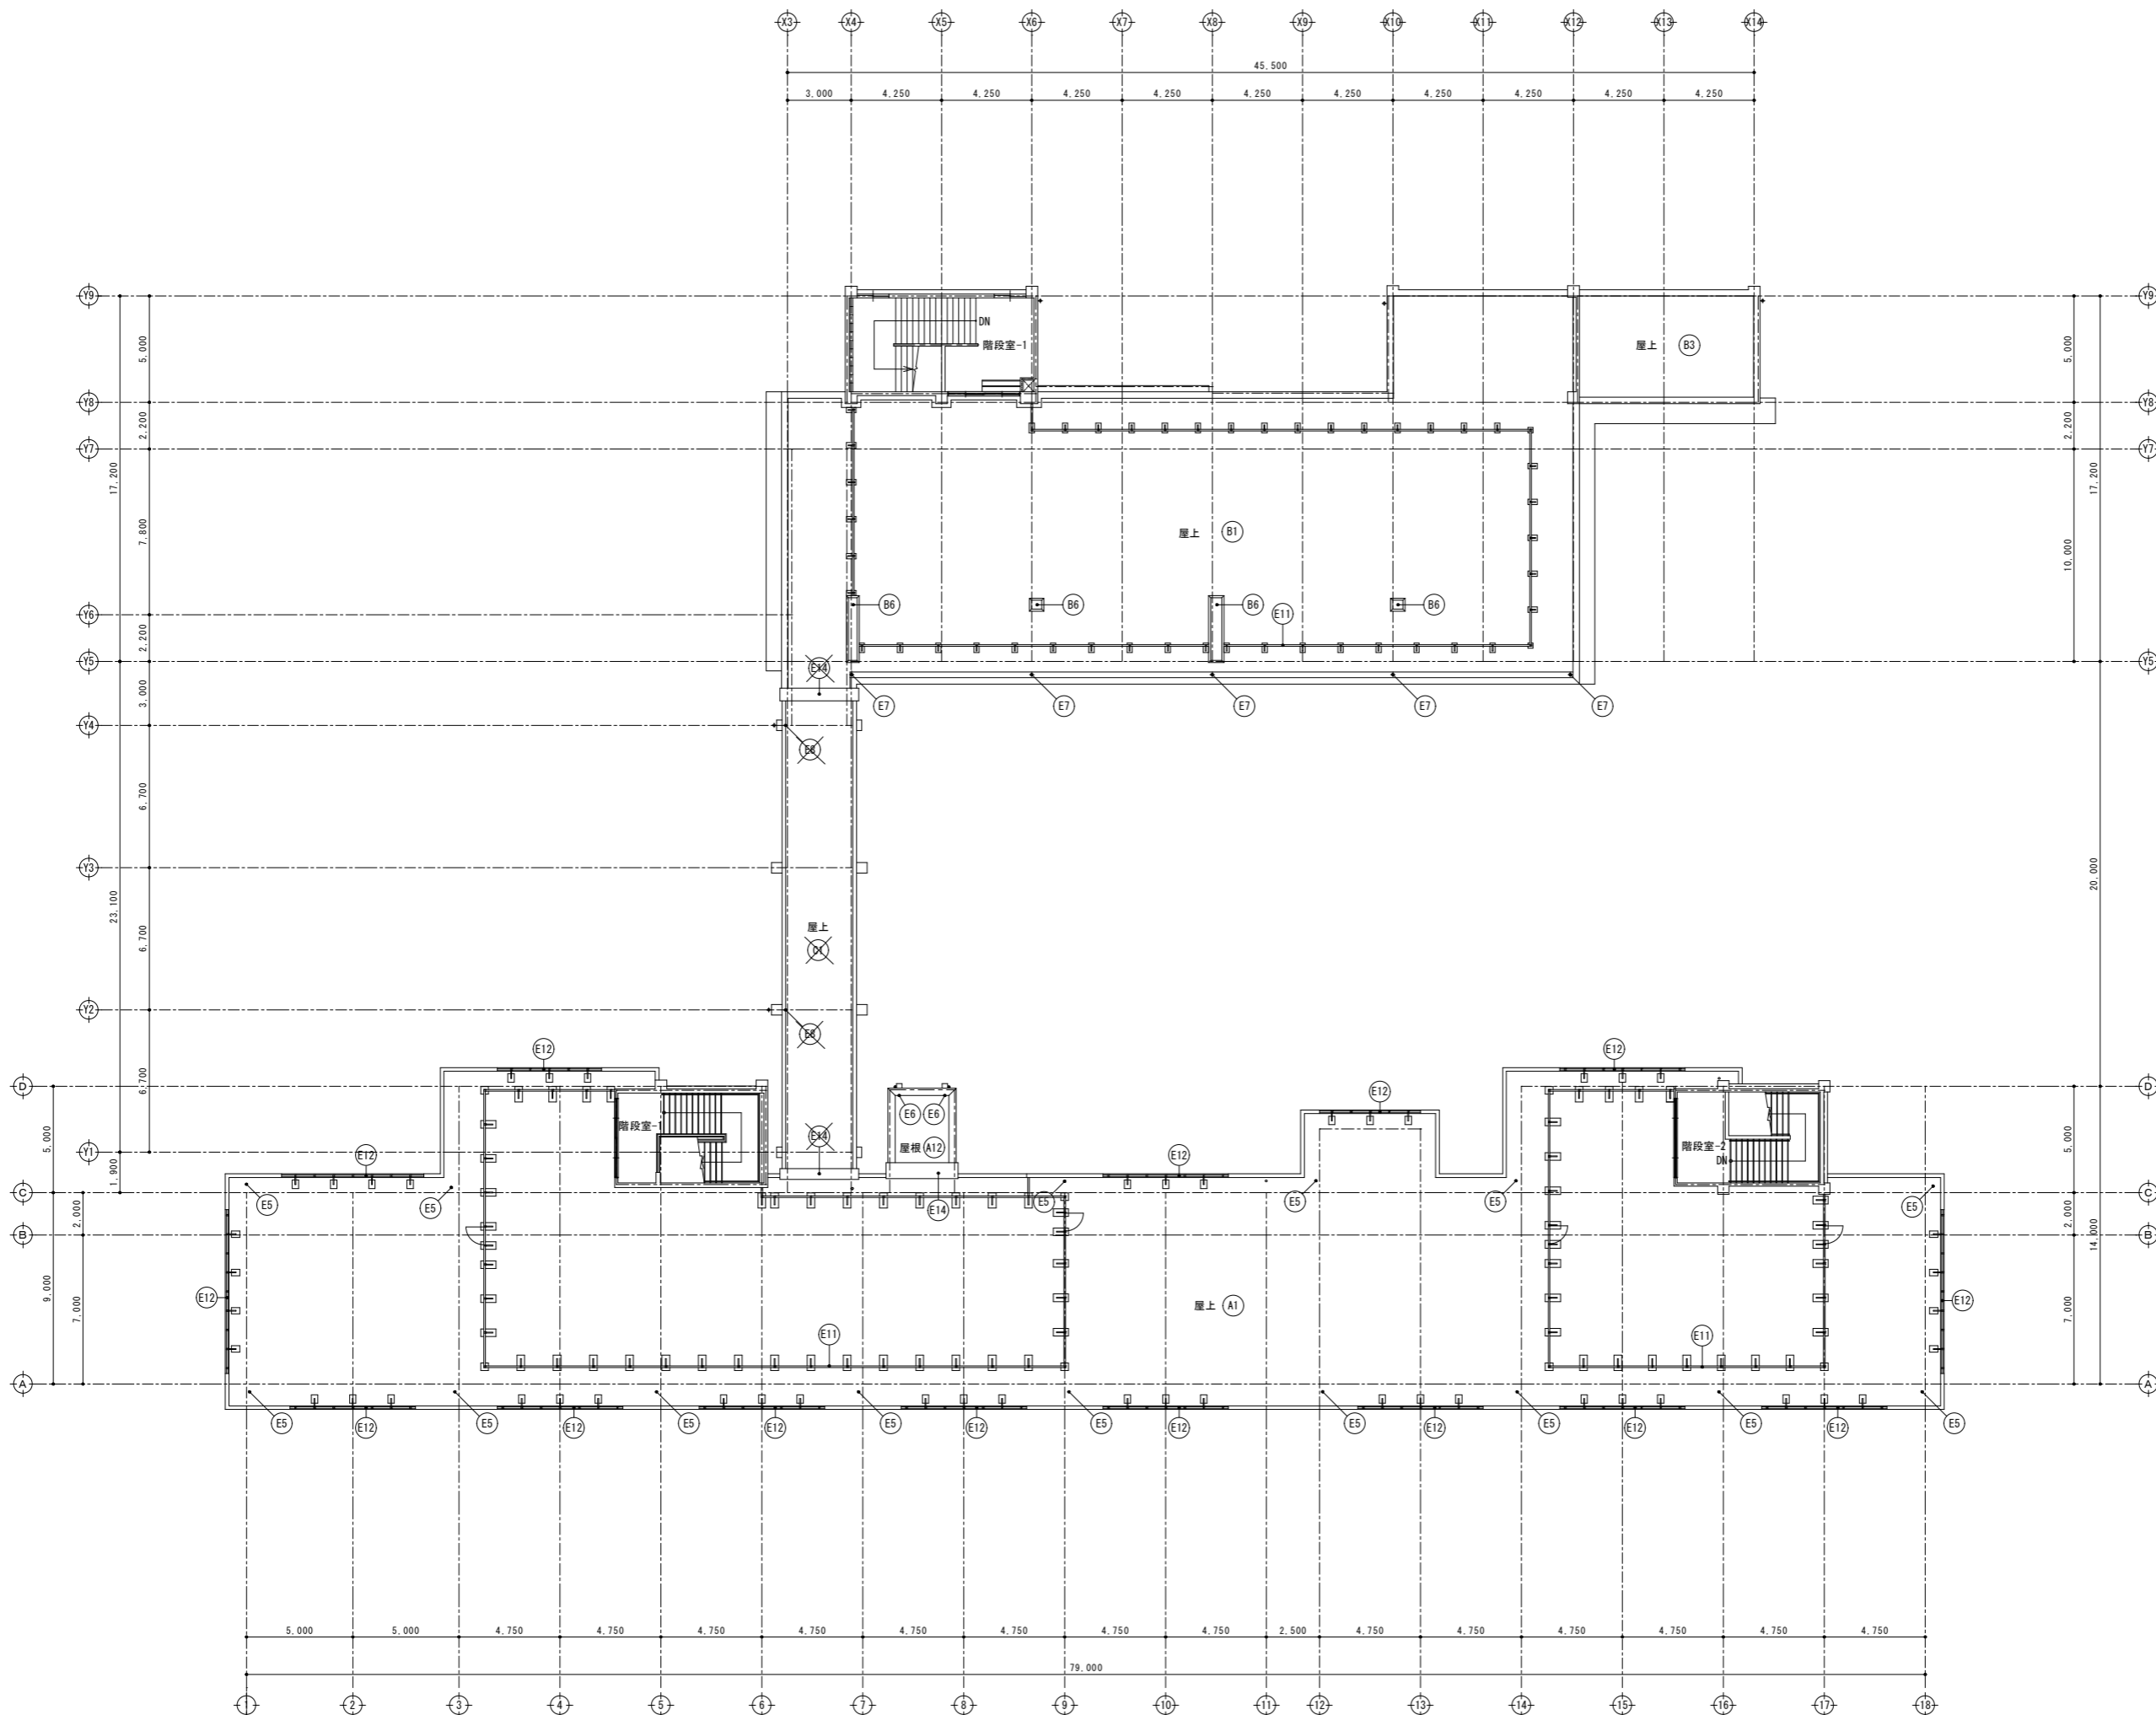 X3 X4 X5 X6 X7 X8 X9 X10 X11 X12 X13 X14
45,500
3,000 4,250 4,250 4,250 4,250 4,250 4,250 4,250 4,250 4,250 4,250
Y9 Y9
DN
階段室-1
屋上 B3
5,000 5,000
Y8 Y8
2,200 2,200
Y7 Y7
17,200 17,200
7,800
屋上 B1
10,000
B6 B6 B6 B6
E11
Y6
2,200
Y5 Y5
E14
3,000
E7 E7 E7 E7 E7
Y4
E8
6,700
Y3
20,000
23,100
屋上
6,700
C1
Y2
E8
E12 E12
6,700
D D
E12
E6 E6
階段室-1
E14
屋根 A12
階段室-2
DN
5,000 5,000
Y1
1,900
E12 E12
C C
E5 E5 E14 E5 E5 E5 E5
2,000 2,000
B B
14,000
9,000
7,000 7,000
E12 屋上 A1 E12
E11 E11
A A
E5 E12 E5 E12 E5 E12 E5 E12 E5 E12 E5 E12 E5 E12 E5 E12 E5
5,000 5,000 4,750 4,750 4,750 4,750 4,750 4,750 4,750 4,750 2,500 4,750 4,750 4,750 4,750 4,750 4,750
79,000
1 2 3 4 5 6 7 8 9 10 11 12 13 14 15 16 17 18